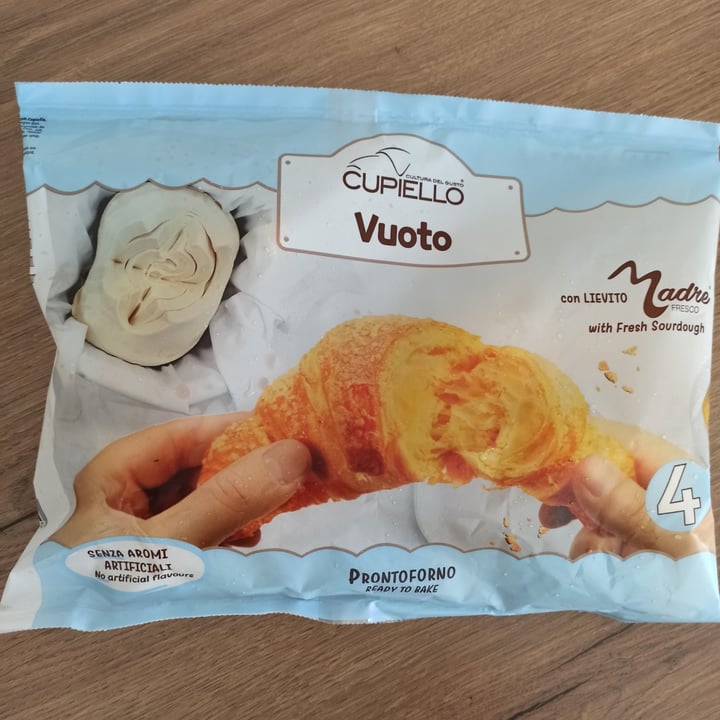 CULTURA DEL GUSTO
CUPIELLO
Vuoto
con LIEVITO Madre
FRESCO
with Fresh Sourdough
4
SENZA AROMI
ARTIFICIALI
No artificial flavours
PRONTOFORNO
READY TO BAKE